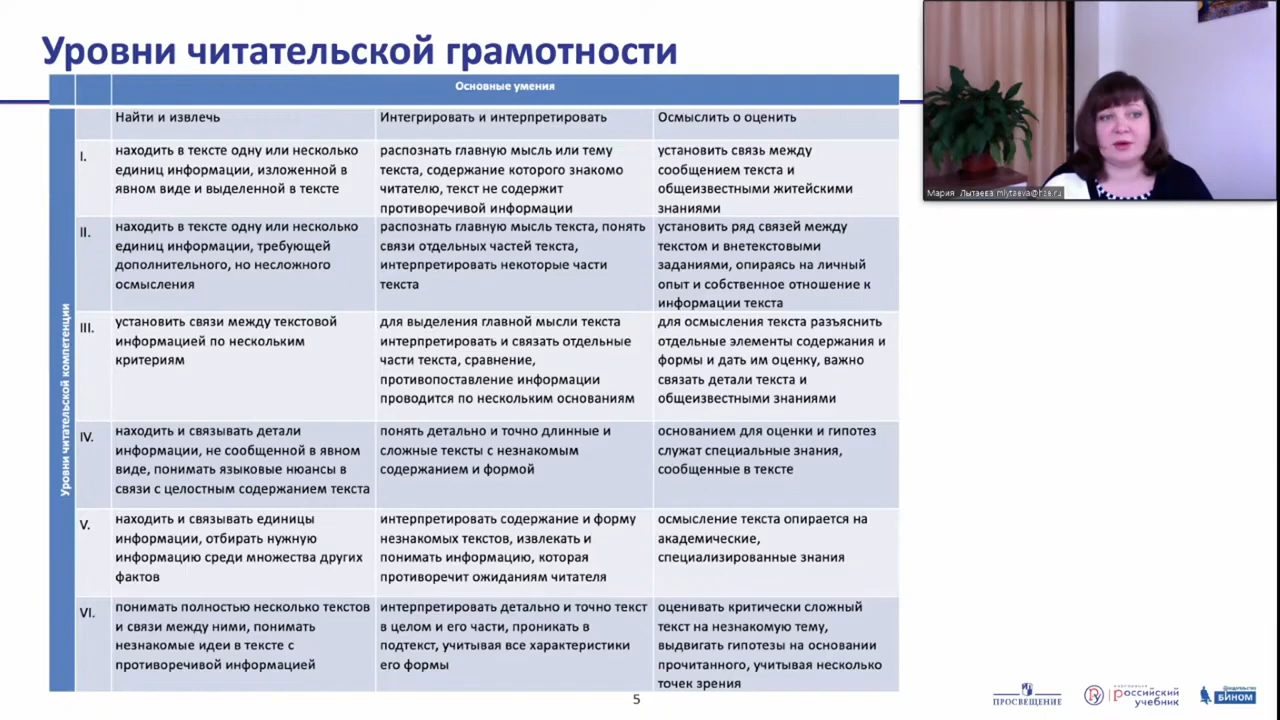 Уровни читательской грамотности
Основные умения
Уровни читательской компетенции
Найти и извлечь
Интегрировать и интерпретировать
Осмыслить о оценить
I.
находить в тексте одну или несколько
единиц информации, изложенной в
явном виде и выделенной в тексте
распознать главную мысль или тему
текста, содержание которого знакомо
читателю, текст не содержит
противоречивой информации
установить связь между
сообщением текста и
общеизвестными житейскими
знаниями
II.
находить в тексте одну или несколько
единиц информации, требующей
дополнительного, но несложного
осмысления
распознать главную мысль текста, понять
связи отдельных частей текста,
интерпретировать некоторые части
текста
установить ряд связей между
текстом и внетекстовыми
заданиями, опираясь на личный
опыт и собственное отношение к
информации текста
III.
установить связи между текстовой
информацией по нескольким
критериям
для выделения главной мысли текста
интерпретировать и связать отдельные
части текста, сравнение,
противопоставление информации
проводится по нескольким основаниям
для осмысления текста разъяснить
отдельные элементы содержания и
формы и дать им оценку, важно
связать детали текста и
общеизвестными знаниями
IV.
находить и связывать детали
информации, не сообщенной в явном
виде, понимать языковые нюансы в
связи с целостным содержанием текста
понять детально и точно длинные и
сложные тексты с незнакомым
содержанием и формой
основанием для оценки и гипотез
служат специальные знания,
сообщенные в тексте
V.
находить и связывать единицы
информации, отбирать нужную
информацию среди множества других
фактов
интерпретировать содержание и форму
незнакомых текстов, извлекать и
понимать информацию, которая
противоречит ожиданиям читателя
осмысление текста опирается на
академические,
специализированные знания
VI.
понимать полностью несколько текстов
и связи между ними, понимать
незнакомые идеи в тексте с
противоречивой информацией
интерпретировать детально и точно текст
в целом и его части, проникать в
подтекст, учитывая все характеристики
его формы
оценивать критически сложный
текст на незнакомую тему,
выдвигать гипотезы на основании
прочитанного, учитывая несколько
точек зрения
5
Мария Лытаева mlytaeva@hse.ru
ПРОСВЕЩЕНИЕ
российский
учебник
БИНОМ